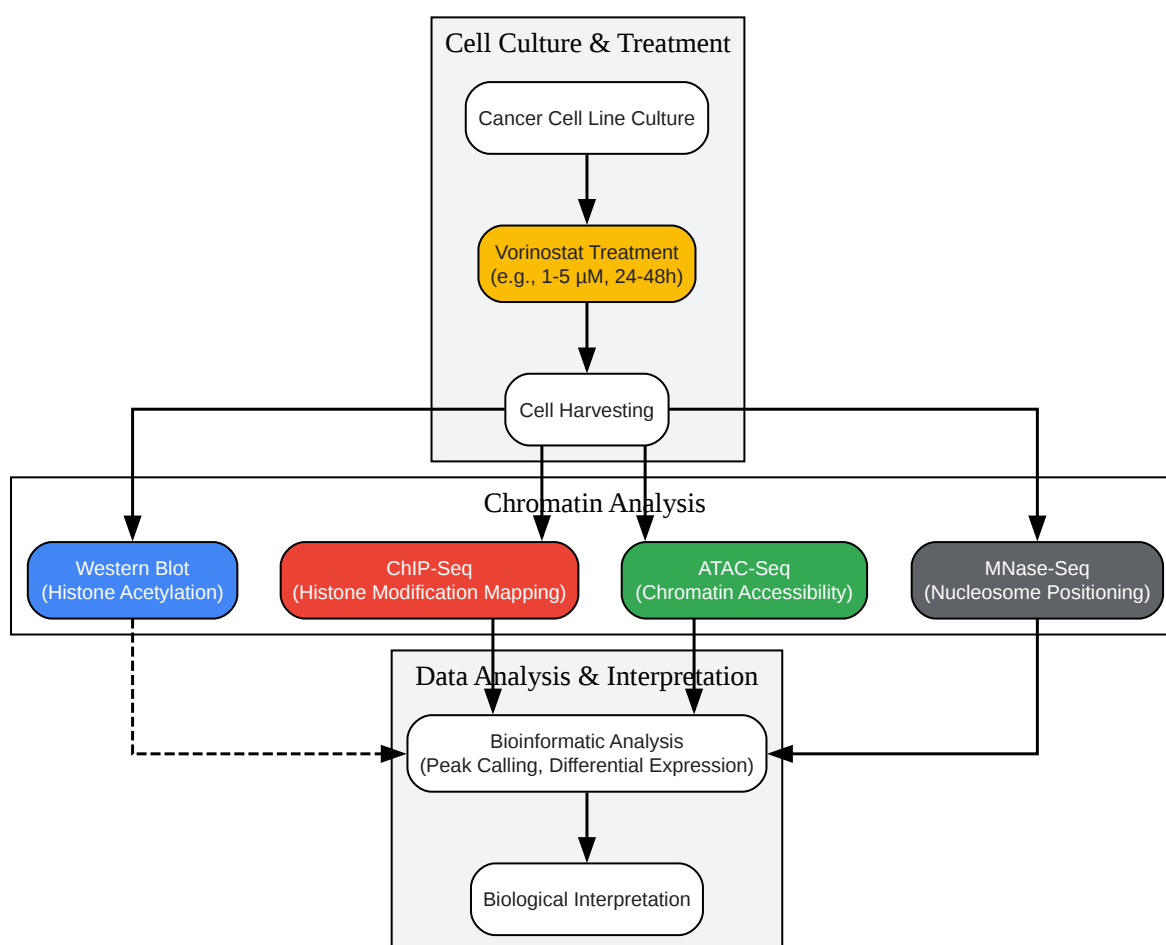 Cell Culture & Treatment
Cancer Cell Line Culture
Vorinostat Treatment
(e.g., 1-5 µM, 24-48h)
Cell Harvesting
Chromatin Analysis
Western Blot
(Histone Acetylation)
ChIP-Seq
(Histone Modification Mapping)
ATAC-Seq
(Chromatin Accessibility)
MNase-Seq
(Nucleosome Positioning)
Data Analysis & Interpretation
Bioinformatic Analysis
(Peak Calling, Differential Expression)
Biological Interpretation